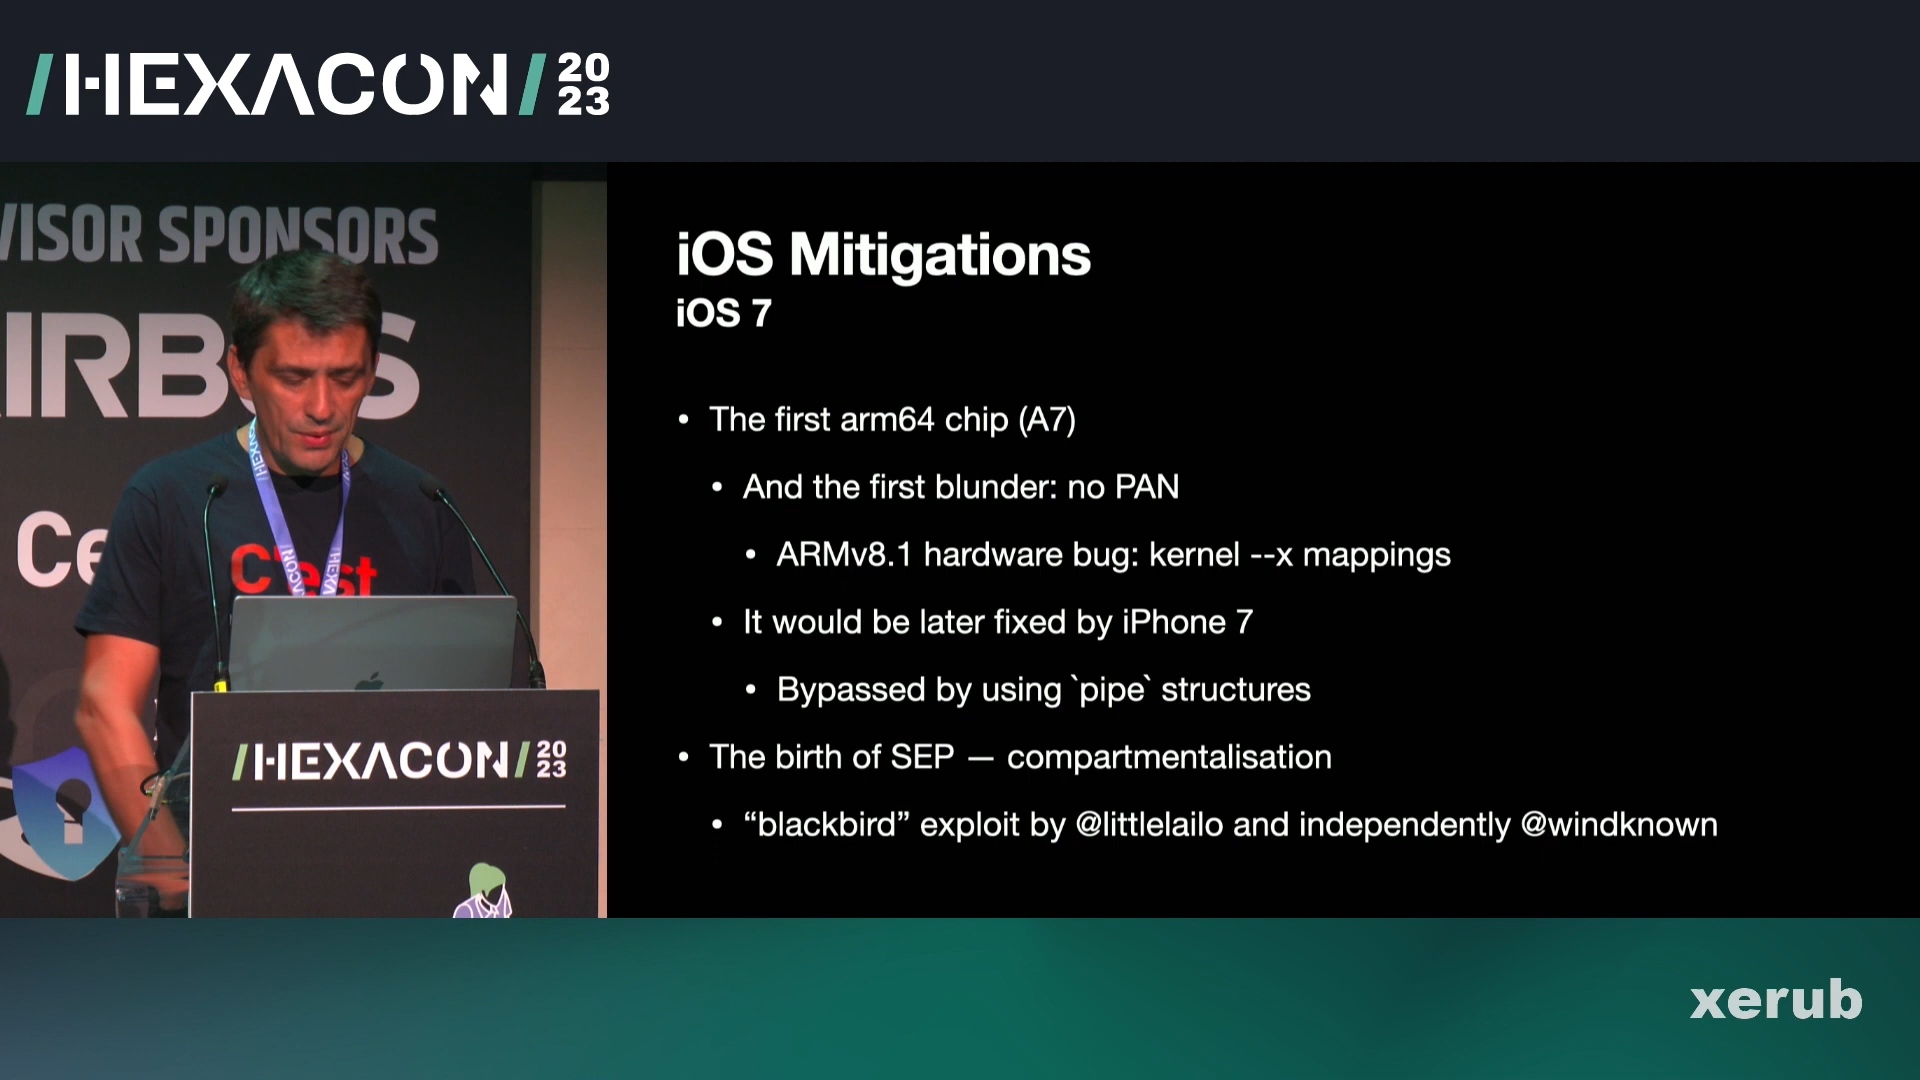 /HEXACON/ 20 23
VISOR SPONSORS
iOS Mitigations
iOS 7
• The first arm64 chip (A7)
• And the first blunder: no PAN
• ARMv8.1 hardware bug: kernel --x mappings
• It would be later fixed by iPhone 7
• Bypassed by using `pipe` structures
• The birth of SEP — compartmentalisation
• “blackbird” exploit by @littlelailo and independently @windknown
C'est
/HEXACON/ 20 23
xerub